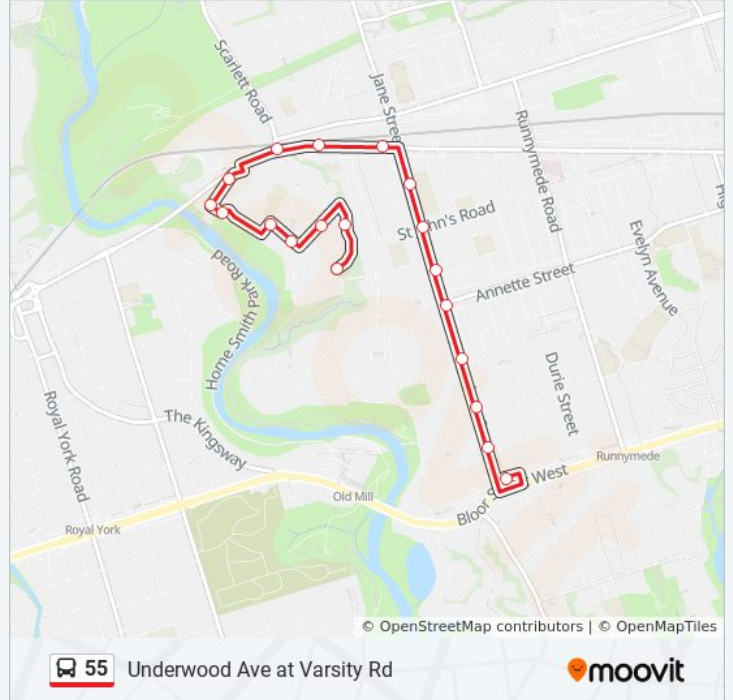 Scarlett Road
Jane Stree
Runnymede Road
St John's Road
Evelyn Avenue
Annette Street
Home Smith Park Road
Durie Street
Royal York Road
The Kingsway
Runnymede
West
Old Mill
Bloor S
Royal York
© OpenStreetMap contributors | © OpenMapTiles
55 Underwood Ave at Varsity Rd
moovit